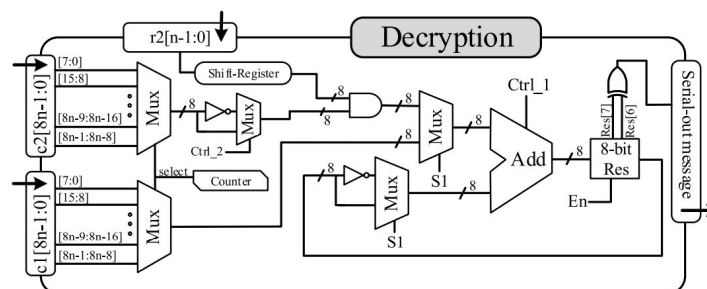 r2[n-1:0]
Decryption
c2[8n-1:0]
[7:0]
[15:8]
[8n-9:8n-16]
[8n-1:8n-8]
Mux
Shift-Register
8
Mux
Ctrl_2
8
8
8
Mux
S1
8
8
Ctrl_1
Add
8
Res[7]
Res[6]
8-bit
Res
En
Serial-out message
select
Counter
c1[8n-1:0]
[7:0]
[15:8]
[8n-9:8n-16]
[8n-1:8n-8]
Mux
8
Mux
S1
8